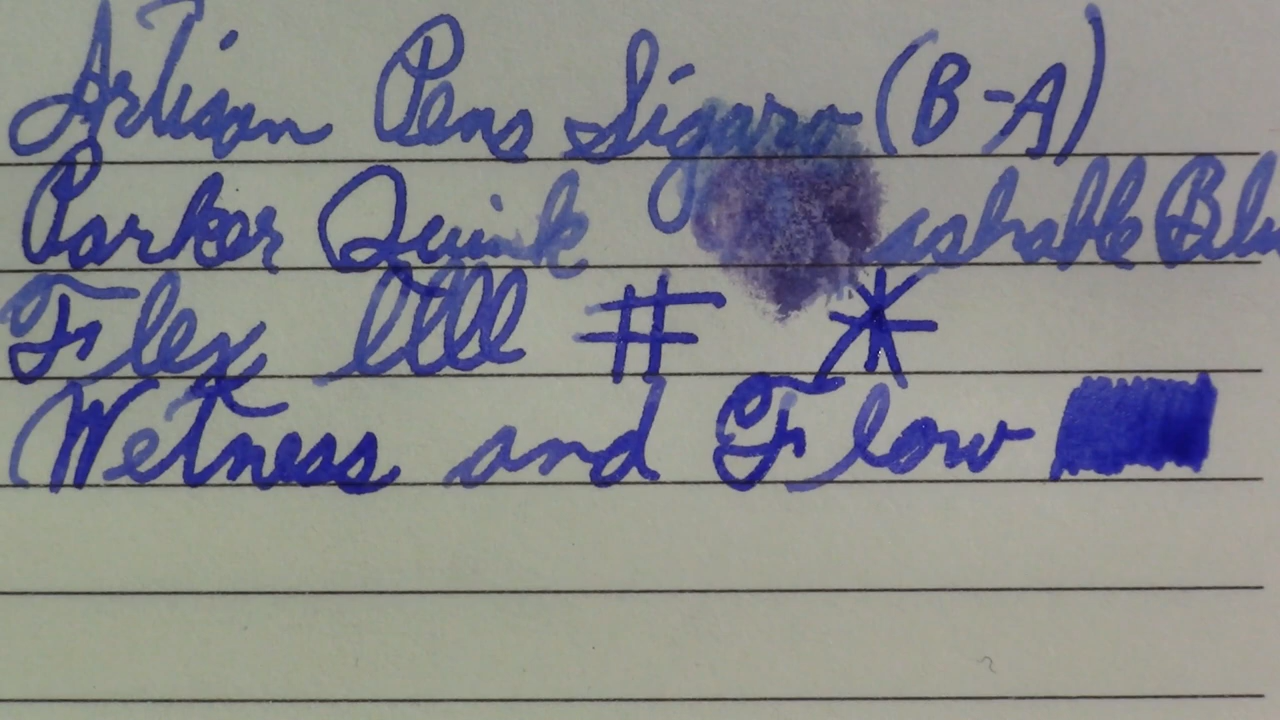 Artisan Pens Sigaro (B-A)
Parker Quink ashable Blu
Flex llll # *
Wetness and Flow